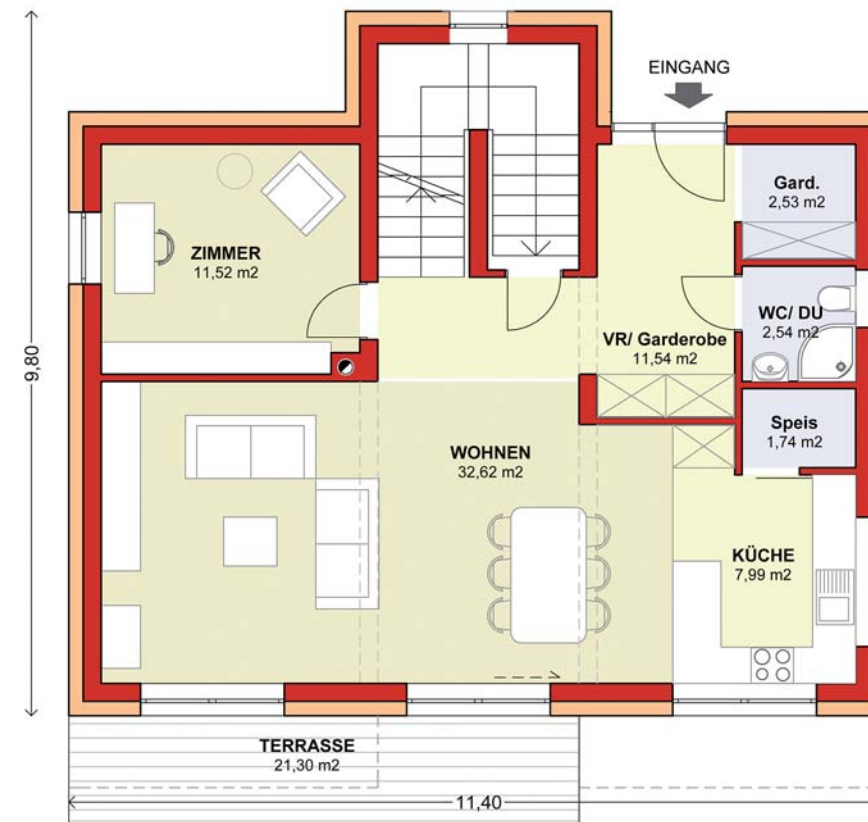 EINGANG
Gard.
2,53 m2
ZIMMER
11,52 m2
WC/ DU
2,54 m2
VR/ Garderobe
11,54 m2
9,80
Speis
1,74 m2
WOHNEN
32,62 m2
KÜCHE
7,99 m2
TERRASSE
21,30 m2
11,40